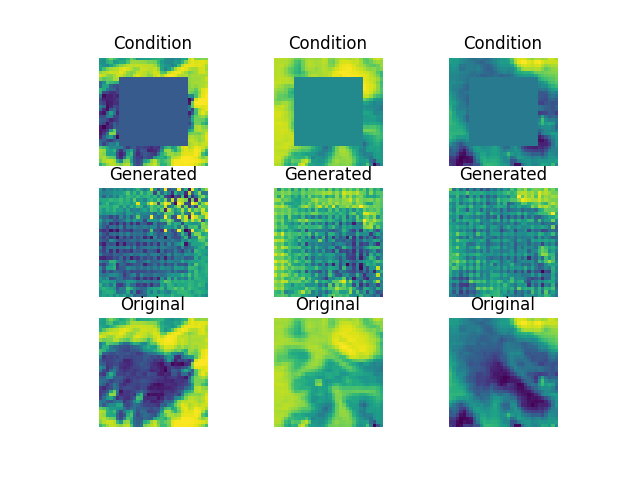 Condition
Condition
Condition
Generated
Generated
Generated
Original
Original
Original